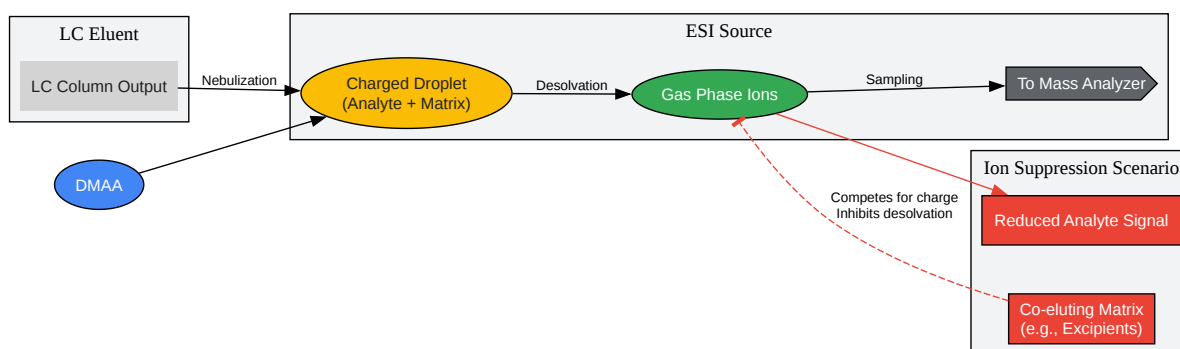 LC Eluent
LC Column Output
Nebulization
ESI Source
Charged Droplet
(Analyte + Matrix)
Desolvation
Gas Phase Ions
Sampling
To Mass Analyzer
DMAA
Competes for charge
Inhibits desolvation
Ion Suppression Scenario
Reduced Analyte Signal
Co-eluting Matrix
(e.g., Excipients)